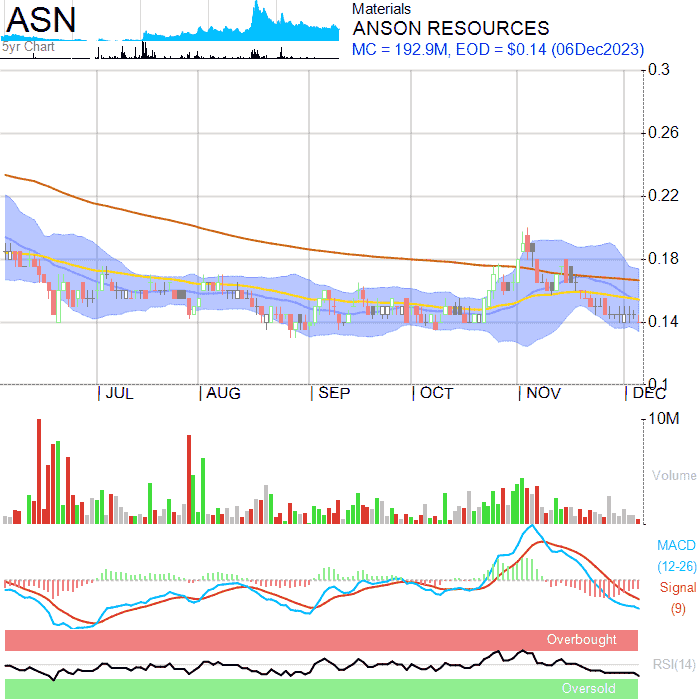 ASN
5yr Chart
Materials
ANSON RESOURCES
MC = 192.9M, EOD = $0.14 (06Dec2023)
0.3
0.26
0.22
0.18
0.14
0.1
JUL AUG SEP OCT NOV DEC
10M
Volume
MACD
(12-26)
Signal
(9)
Overbought
RSI(14)
Oversold